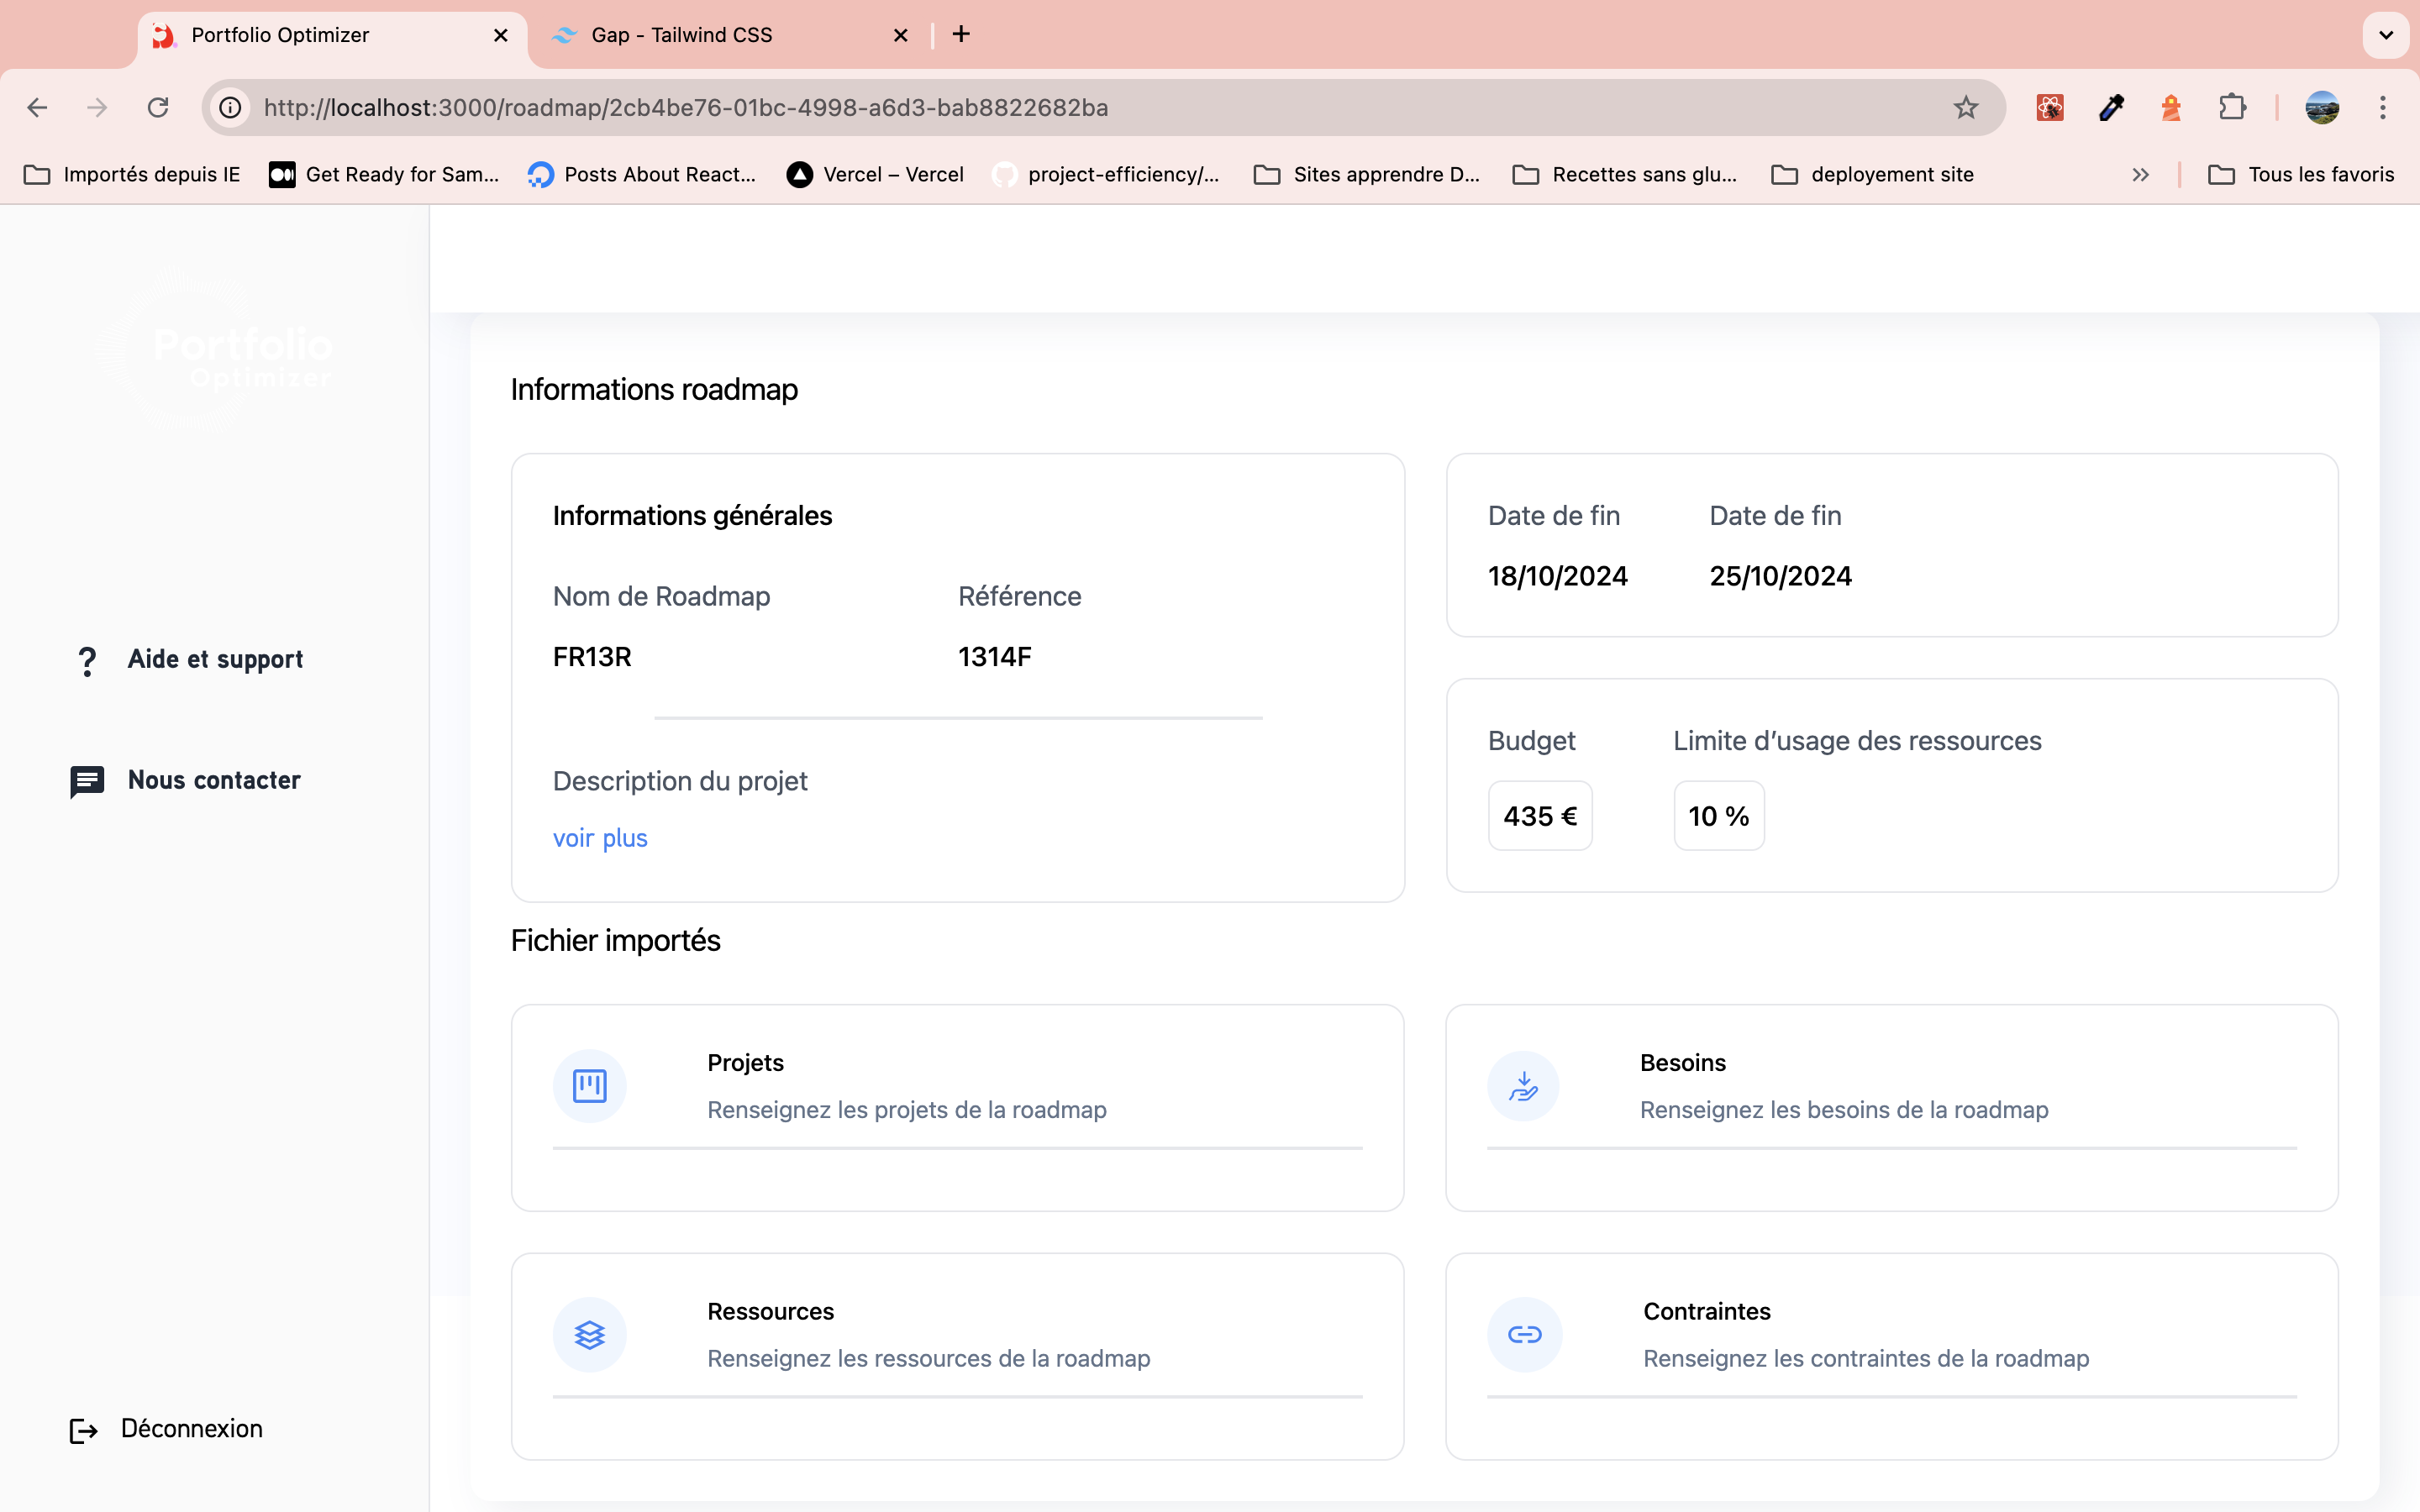 Portfolio Optimizer
Gap - Tailwind CSS
http://localhost:3000/roadmap/2cb4be76-01bc-4998-a6d3-bab8822682ba
Importés depuis IE
Get Ready for Sam...
Posts About React...
Vercel – Vercel
project-efficiency/...
Sites apprendre D...
Recettes sans glu...
deployement site
Tous les favoris
Portfolio
Optimizer
Aide et support
Nous contacter
Déconnexion
Informations roadmap
Informations générales
Nom de Roadmap
Référence
FR13R
1314F
Description du projet
voir plus
Date de fin
Date de fin
18/10/2024
25/10/2024
Budget
Limite d’usage des ressources
435 €
10 %
Fichier importés
Projets
Renseignez les projets de la roadmap
Besoins
Renseignez les besoins de la roadmap
Ressources
Renseignez les ressources de la roadmap
Contraintes
Renseignez les contraintes de la roadmap